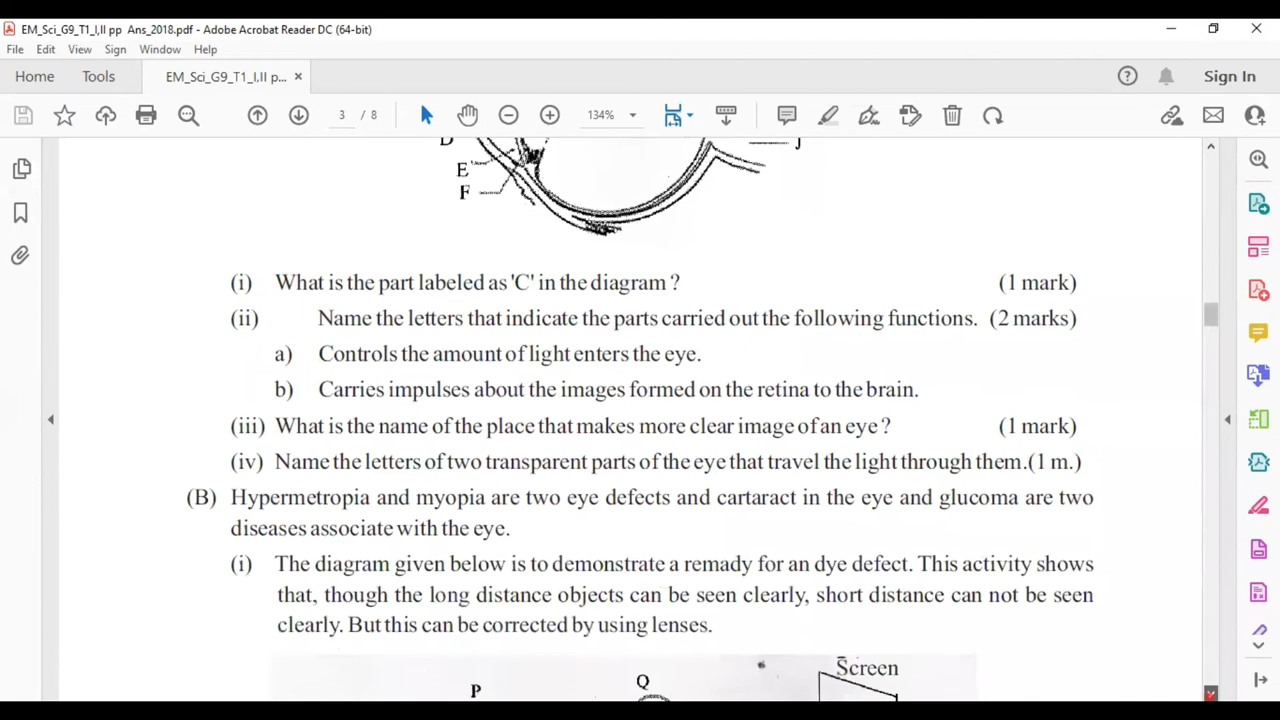 EM_Sci_G9_T1_I,II pp Ans_2018.pdf - Adobe Acrobat Reader DC (64-bit)
File Edit View Sign Window Help
Home Tools EM_Sci_G9_T1_I,II p... × Sign In
3 / 8 134%
D J
E
F
(i) What is the part labeled as 'C' in the diagram ? (1 mark)
(ii) Name the letters that indicate the parts carried out the following functions. (2 marks)
a) Controls the amount of light enters the eye.
b) Carries impulses about the images formed on the retina to the brain.
(iii) What is the name of the place that makes more clear image of an eye ? (1 mark)
(iv) Name the letters of two transparent parts of the eye that travel the light through them.(1 m.)
(B) Hypermetropia and myopia are two eye defects and cartaract in the eye and glucoma are two
diseases associate with the eye.
(i) The diagram given below is to demonstrate a remady for an dye defect. This activity shows
that, though the long distance objects can be seen clearly, short distance can not be seen
clearly. But this can be corrected by using lenses.
P Q Screen